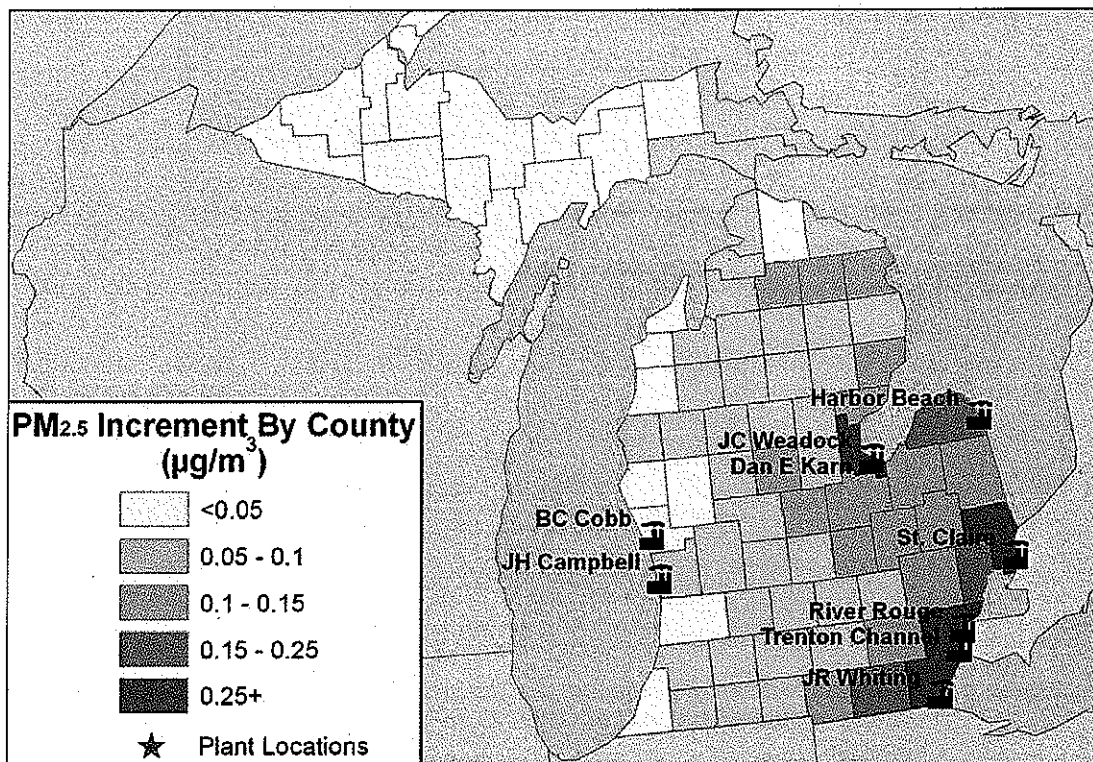 Harbor Beach
JC Weadock
Dan E Karn
BC Cobb
JH Campbell
St. Claire
River Rouge
Trenton Channel
JR Whiting
PM2.5 Increment By County
(µg/m³)
<0.05
0.05 - 0.1
0.1 - 0.15
0.15 - 0.25
0.25+
Plant Locations